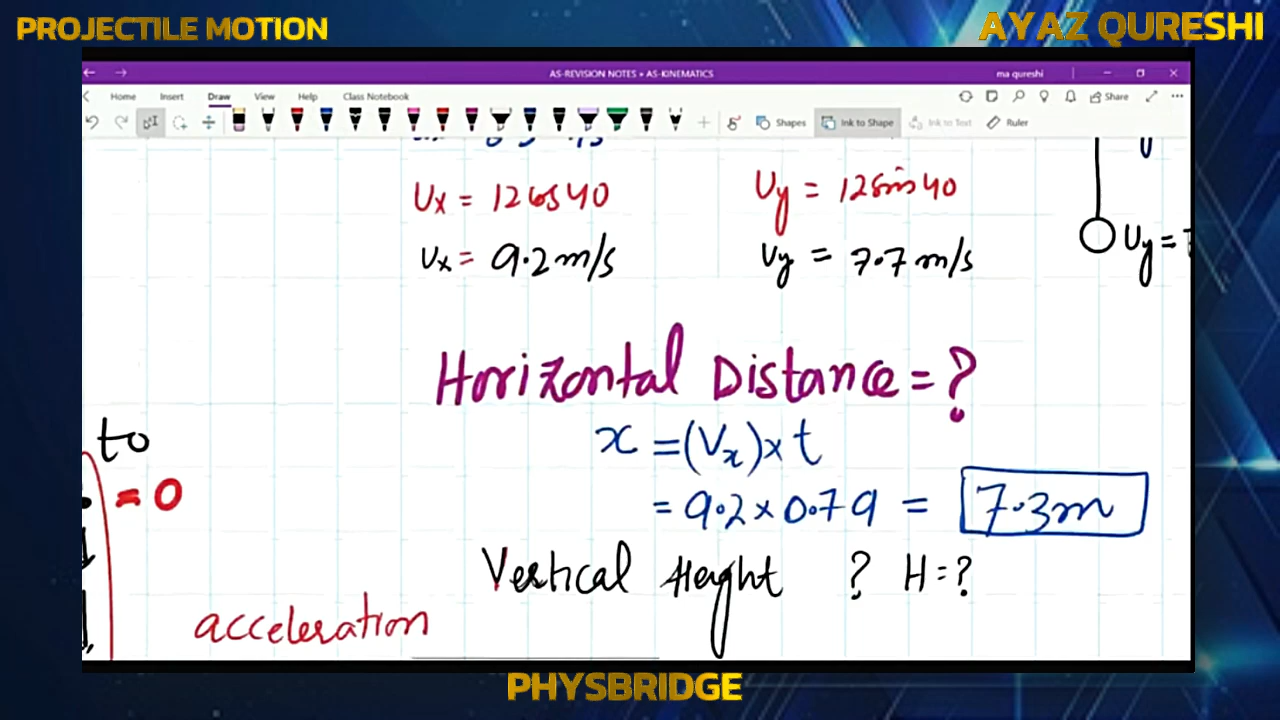 PROJECTILE MOTION
AYAZ QURESHI
AS-REVISION NOTES » AS-KINEMATICS
ma qureshi
Home Insert Draw View Help Class Notebook
Share
Shapes
Ink to Shape
Ink to Text
Ruler
Ux = 12cos40
Uy = 12sin40
Ux = 9.2m/s
Vy = 7.7m/s
Uy =
Horizontal Distance = ?
to
= 0
x = (Vx) × t
= 9.2 × 0.79 = 7.3m
Vertical Height ? H = ?
acceleration
PHYSBRIDGE